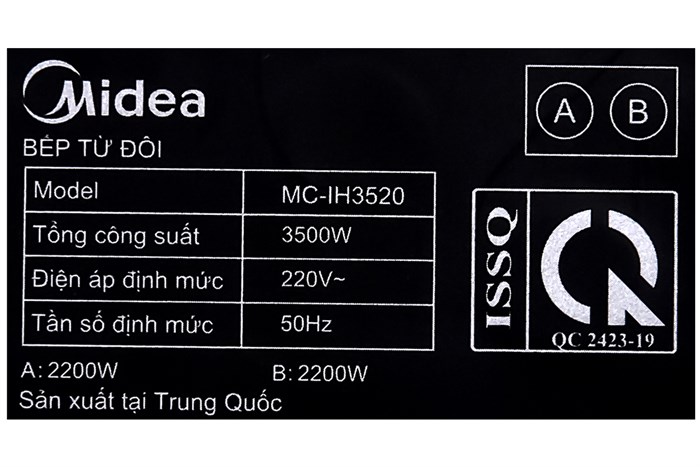 Midea
BẾP TỪ ĐÔI
Model MC-IH3520
Tổng công suất 3500W
Điện áp định mức 220V~
Tần số định mức 50Hz
A: 2200W B: 2200W
Sản xuất tại Trung Quốc
A B
ISSQ
QC 2423-19